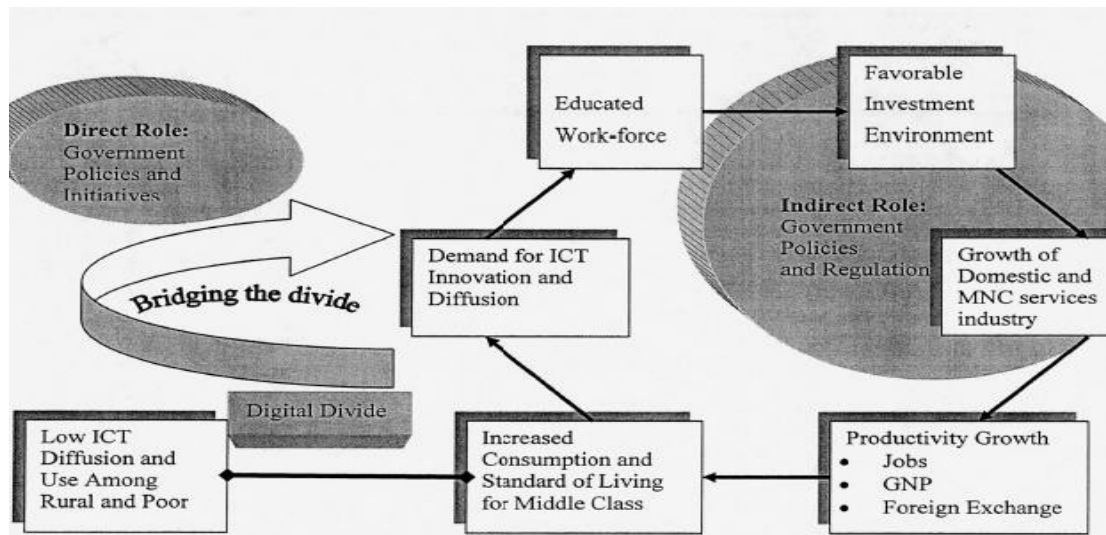 Direct Role:
Government
Policies and
Initiatives
Educated
Work-force
Favorable
Investment
Environment
Indirect Role:
Government
Policies
and Regulation
Demand for ICT
Innovation and
Diffusion
Growth of
Domestic and
MNC services
industry
Bridging the divide
Digital Divide
Low ICT
Diffusion and
Use Among
Rural and Poor
Increased
Consumption and
Standard of Living
for Middle Class
Productivity Growth
• Jobs
• GNP
• Foreign Exchange